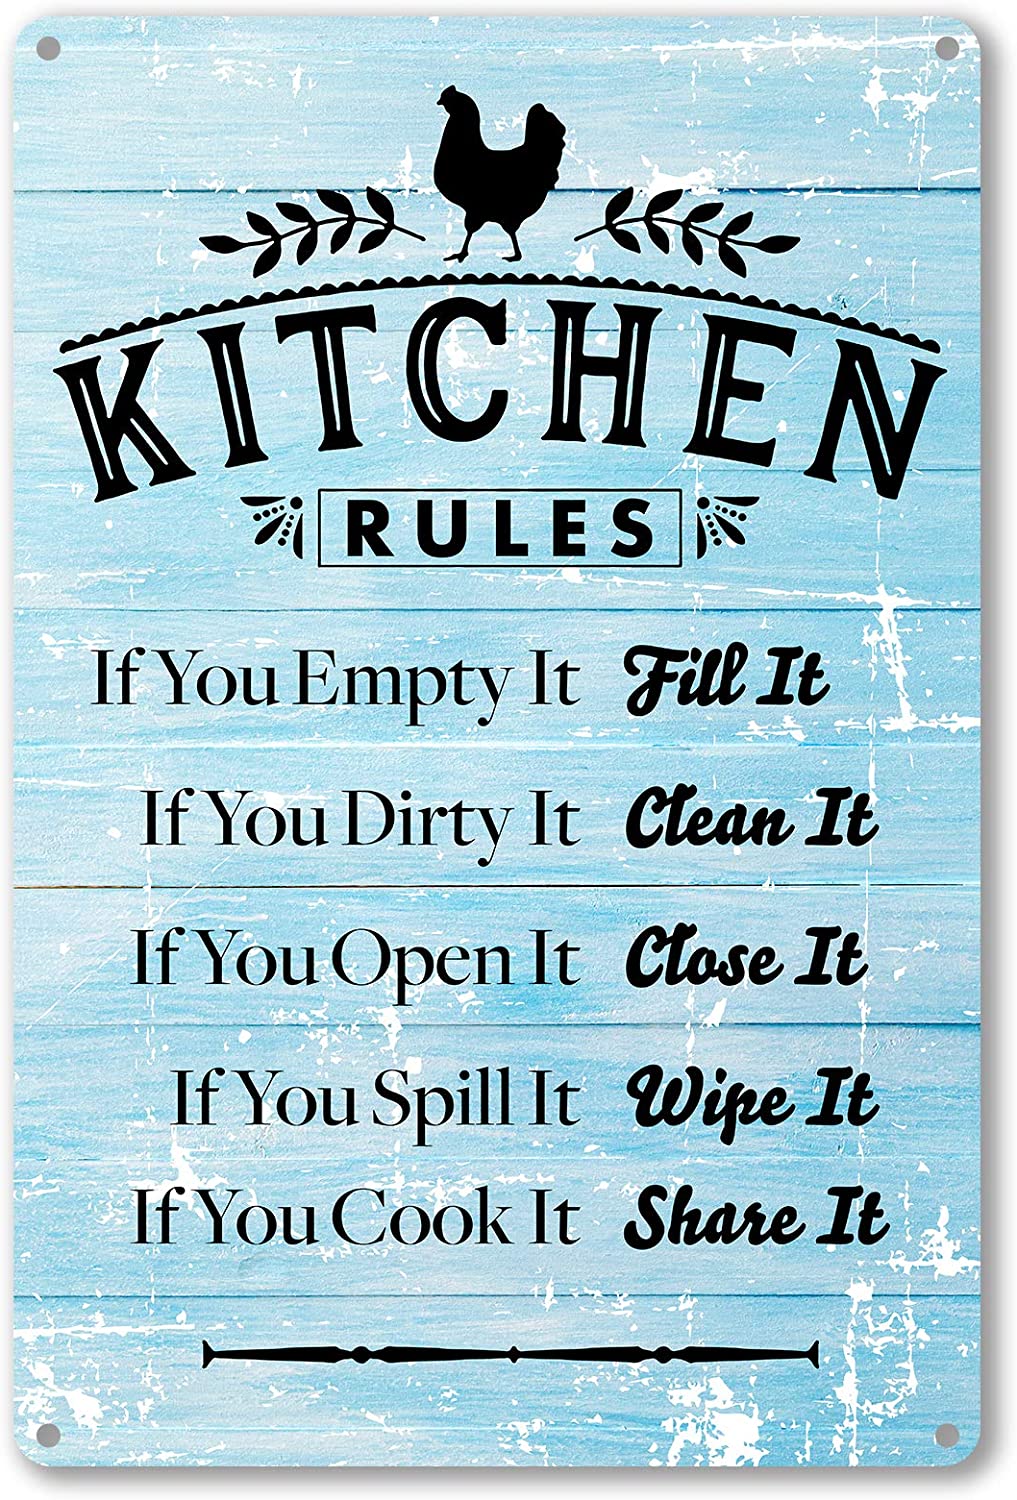 KITCHEN
RULES
If You Empty It Fill It
If You Dirty It Clean It
If You Open It Close It
If You Spill It Wipe It
If You Cook It Share It